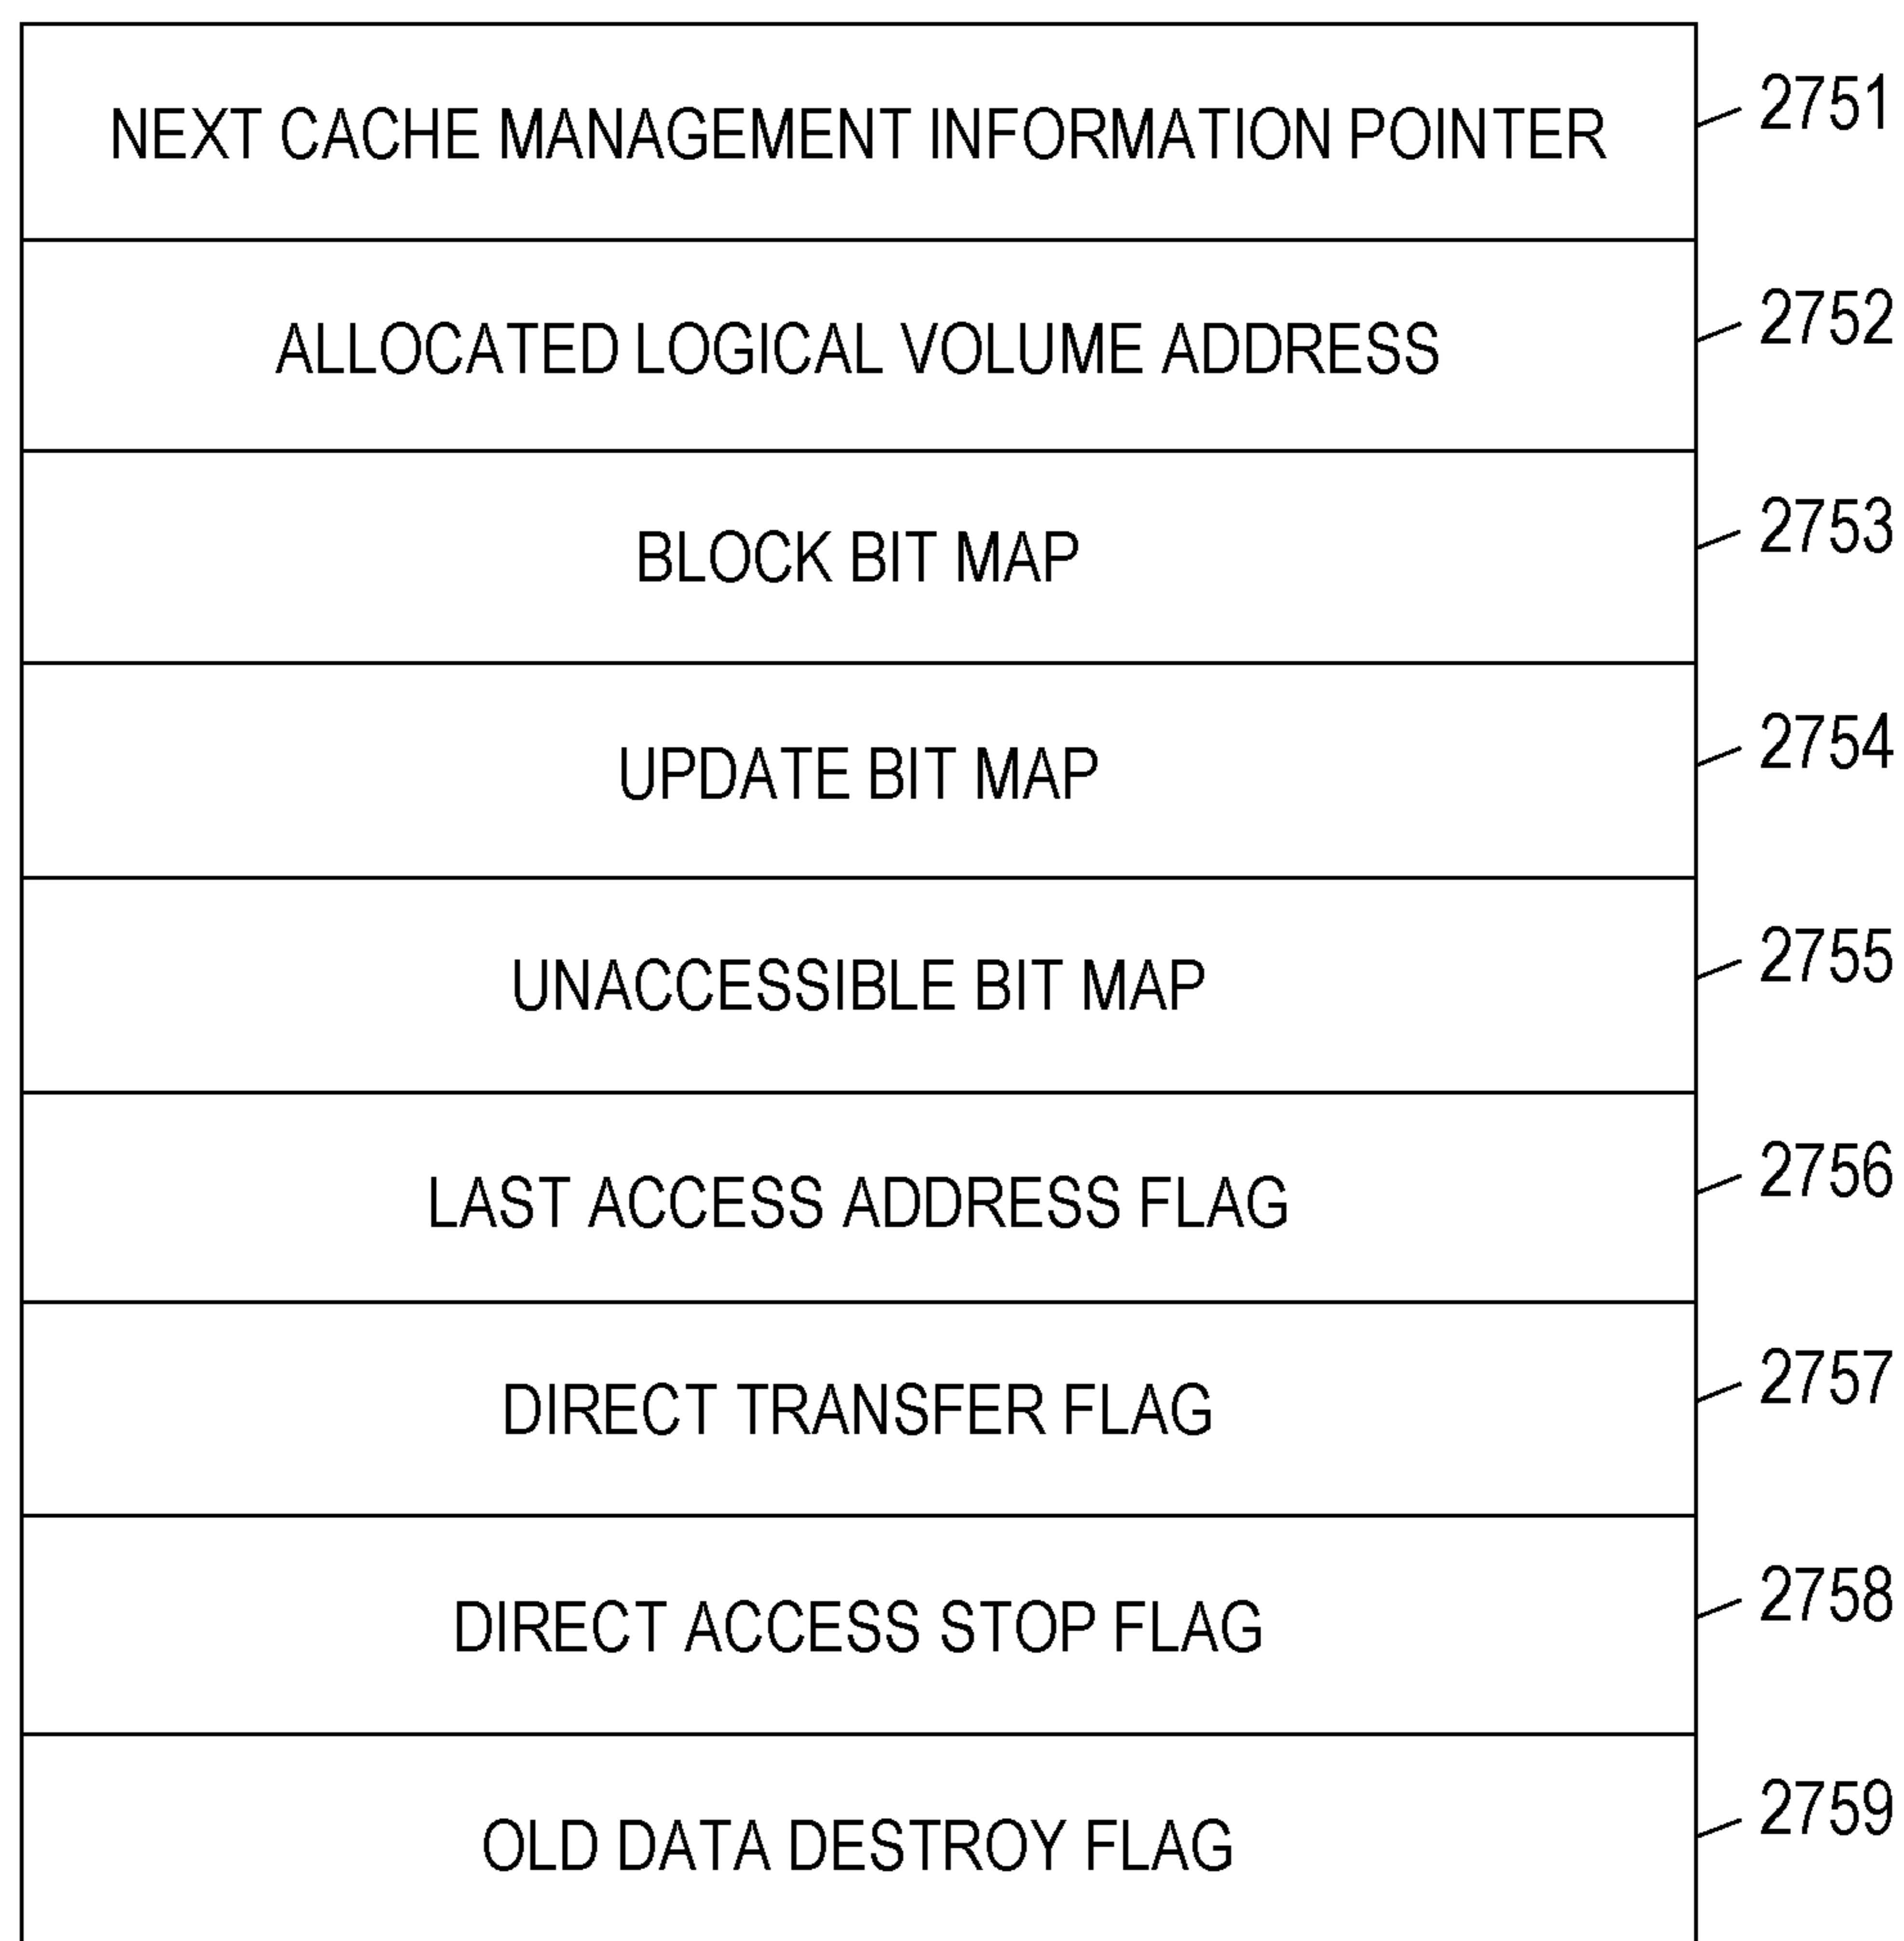 NEXT CACHE MANAGEMENT INFORMATION POINTER 2751
ALLOCATED LOGICAL VOLUME ADDRESS 2752
BLOCK BIT MAP 2753
UPDATE BIT MAP 2754
UNACCESSIBLE BIT MAP 2755
LAST ACCESS ADDRESS FLAG 2756
DIRECT TRANSFER FLAG 2757
DIRECT ACCESS STOP FLAG 2758
OLD DATA DESTROY FLAG 2759